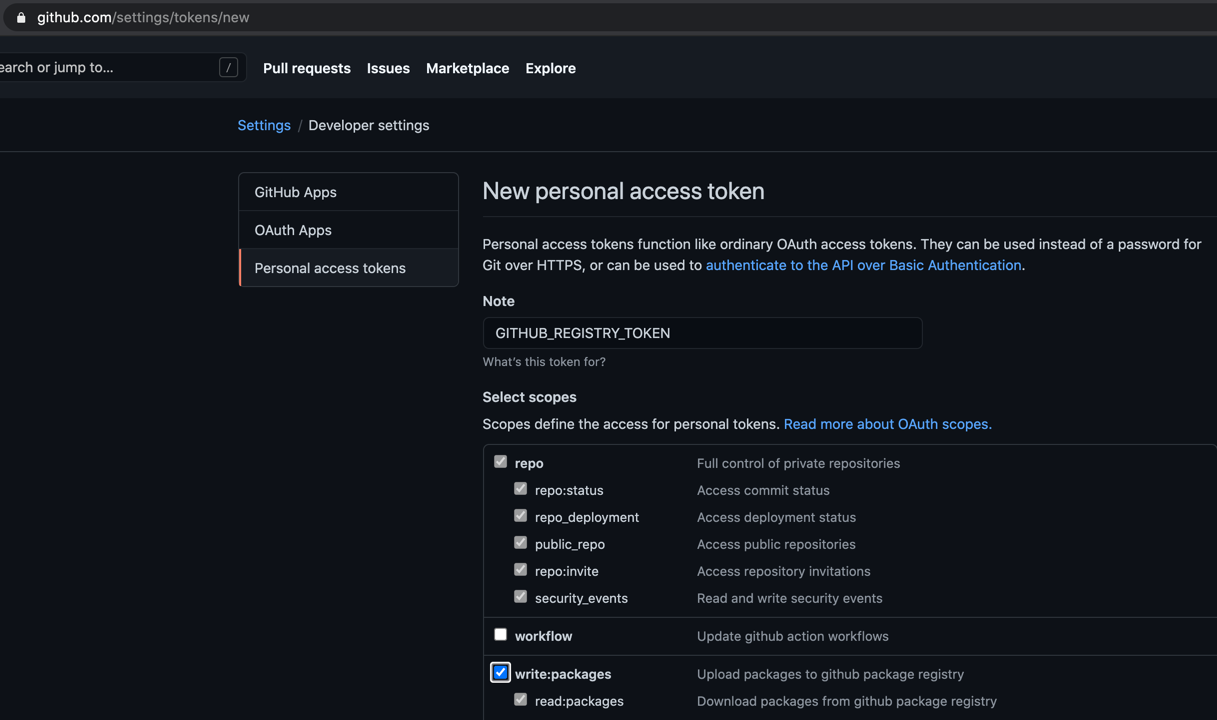 github.com/settings/tokens/new
earch or jump to... / Pull requests Issues Marketplace Explore
Settings / Developer settings
GitHub Apps
OAuth Apps
Personal access tokens
New personal access token
Personal access tokens function like ordinary OAuth access tokens. They can be used instead of a password for
Git over HTTPS, or can be used to authenticate to the API over Basic Authentication.
Note
GITHUB_REGISTRY_TOKEN
What's this token for?
Select scopes
Scopes define the access for personal tokens. Read more about OAuth scopes.
repo Full control of private repositories
repo:status Access commit status
repo_deployment Access deployment status
public_repo Access public repositories
repo:invite Access repository invitations
security_events Read and write security events
workflow Update github action workflows
write:packages Upload packages to github package registry
read:packages Download packages from github package registry